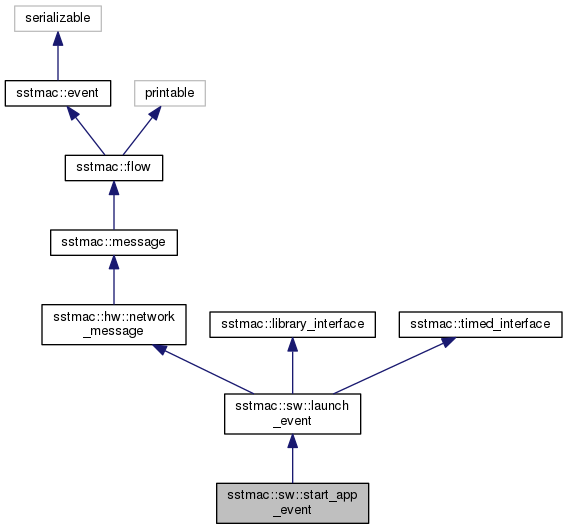 serializable
sstmac::event
printable
sstmac::flow
sstmac::message
sstmac::hw::network
_message
sstmac::library_interface
sstmac::timed_interface
sstmac::sw::launch
_event
sstmac::sw::start_app
_event